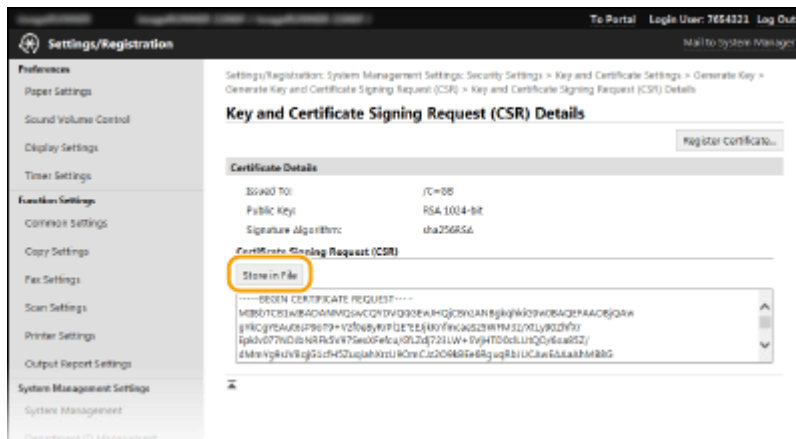 To Portal Login User: 7654321 Log Out
Settings/Registration
Mail to System Manager
Preferences
Paper Settings
Sound Volume Control
Display Settings
Timer Settings
Function Settings
Common Settings
Copy Settings
Fax Settings
Scan Settings
Printer Settings
Output Report Settings
System Management Settings
System Management
Department ID Management
Settings/Registration: System Management Settings: Security Settings > Key and Certificate Settings > Generate Key >
Generate Key and Certificate Signing Request (CSR) > Key and Certificate Signing Request (CSR) Details
Key and Certificate Signing Request (CSR) Details
Register Certificate...
Certificate Details
Issued To: /C=GB
Public Key: RSA 1024-bit
Signature Algorithm: sha256RSA
Certificate Signing Request (CSR)
Store in File
-----BEGIN CERTIFICATE REQUEST-----